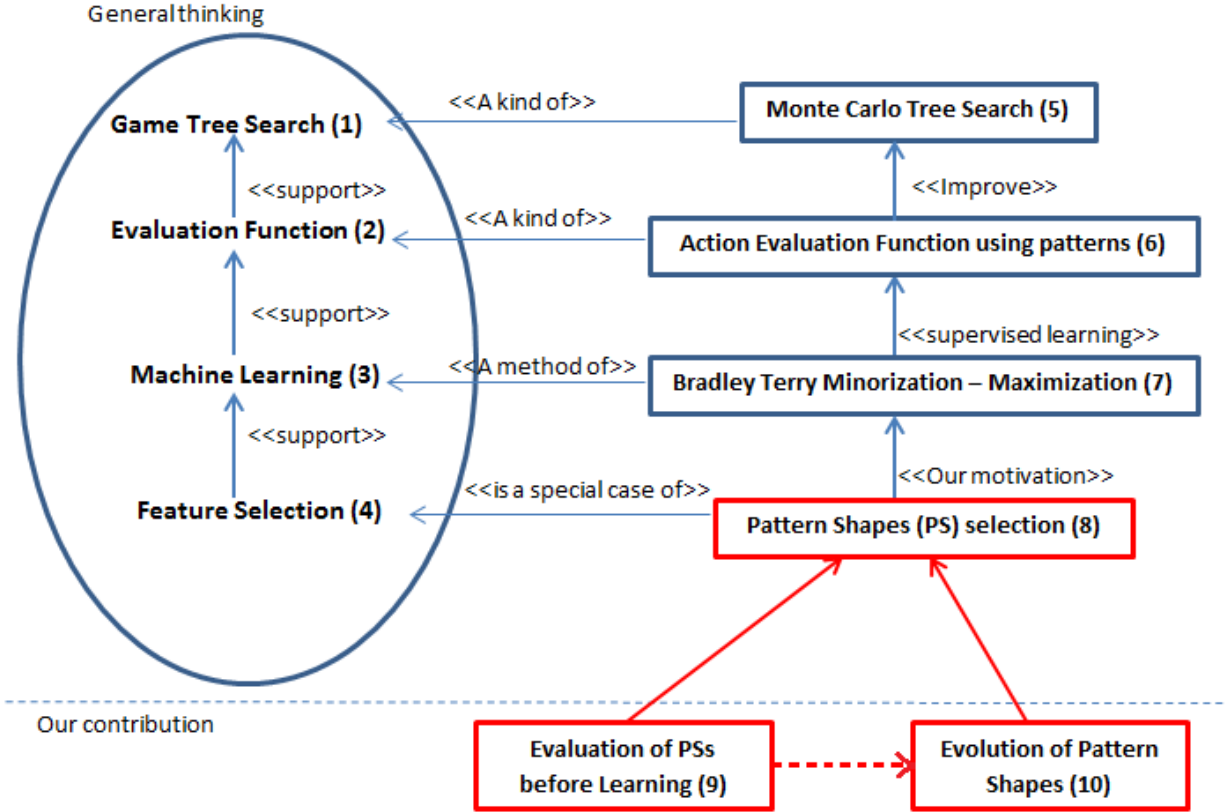 General thinking
<<A kind of>>
Monte Carlo Tree Search (5)
Game Tree Search (1)
<<support>>
<<Improve>>
<<A kind of>>
Evaluation Function (2)
Action Evaluation Function using patterns (6)
<<support>>
<<supervised learning>>
<<A method of>>
Machine Learning (3)
Bradley Terry Minorization – Maximization (7)
<<support>>
<<Our motivation>>
<<is a special case of>>
Feature Selection (4)
Pattern Shapes (PS) selection (8)
Our contribution
Evaluation of PSs
before Learning (9)
Evolution of Pattern
Shapes (10)